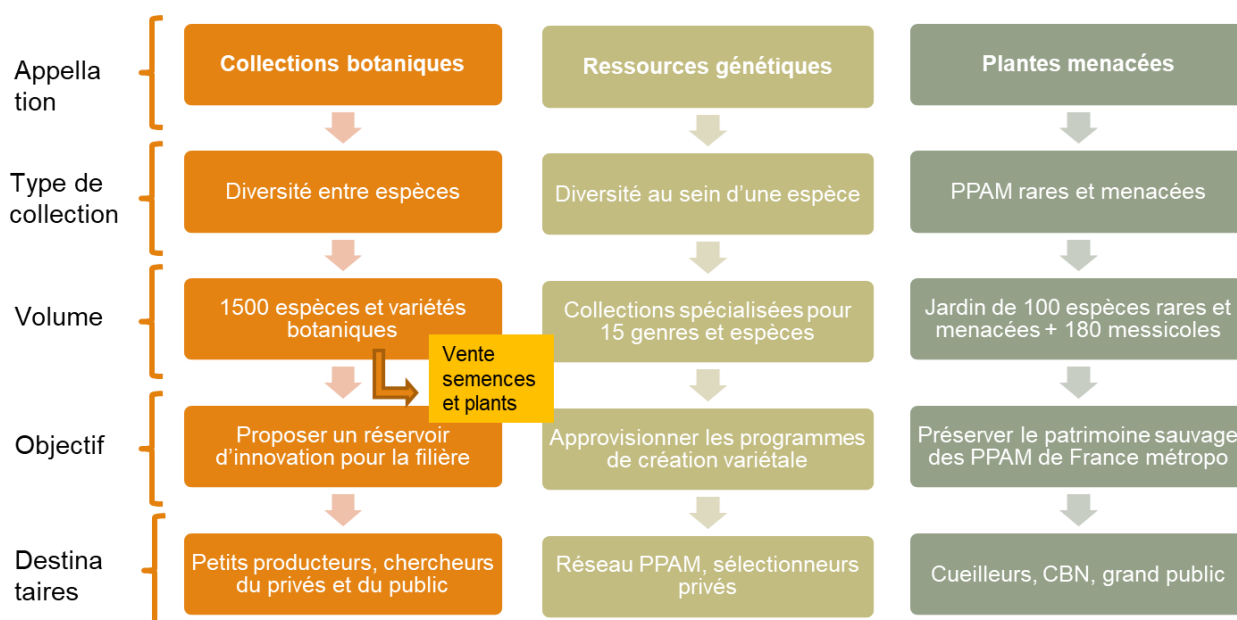 Appella
tion
Collections botaniques
Ressources génétiques
Plantes menacées
Type de
collection
Diversité entre espèces
Diversité au sein d'une espèce
PPAM rares et menacées
Volume
1500 espèces et variétés
botaniques
Vente
semences
et plants
Collections spécialisées pour
15 genres et espèces
Jardin de 100 espèces rares et
menacées + 180 messicoles
Objectif
Proposer un réservoir
d'innovation pour la filière
Approvisionner les programmes
de création variétale
Préserver le patrimoine sauvage
des PPAM de France métropo
Destina
taires
Petits producteurs, chercheurs
du privés et du public
Réseau PPAM, sélectionneurs
privés
Cueilleurs, CBN, grand public